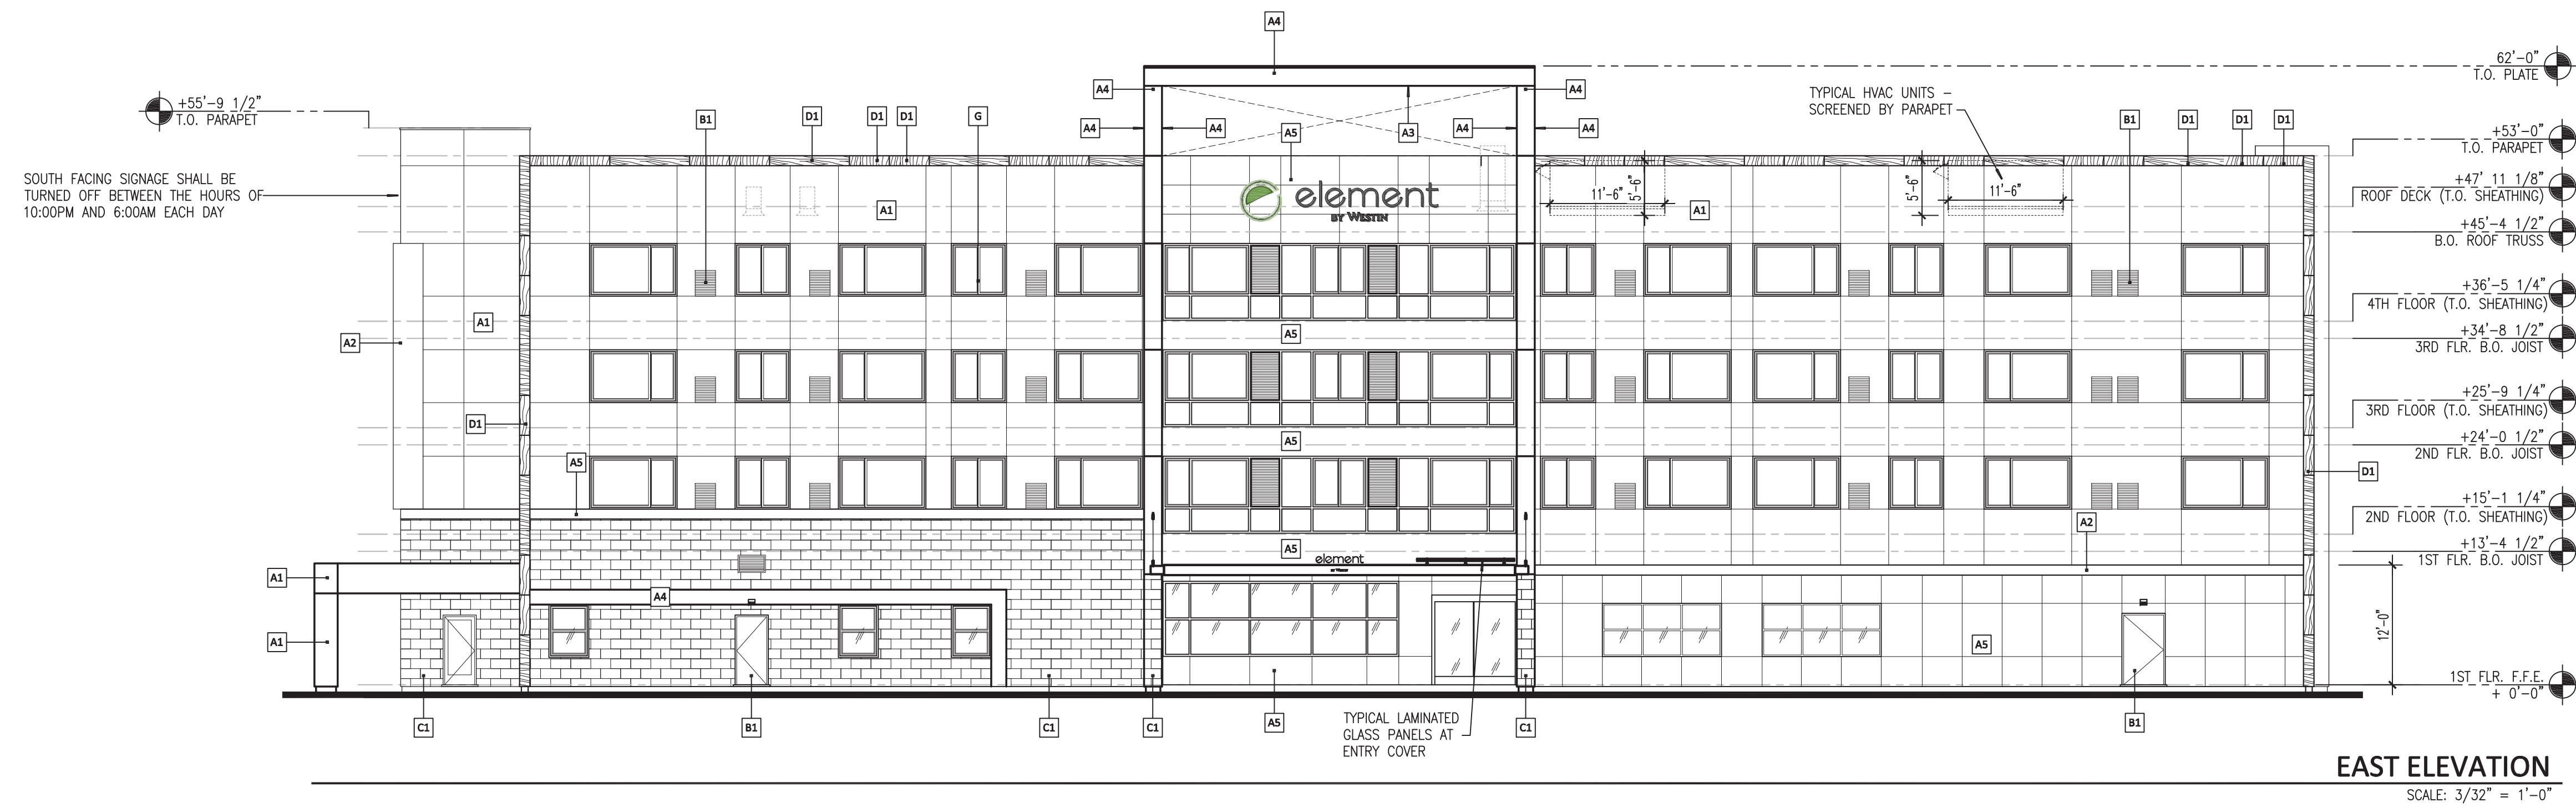 A4
62'-0"
T.O. PLATE
+55'-9 1/2"
T.O. PARAPET
A4
A4
TYPICAL HVAC UNITS –
SCREENED BY PARAPET
B1
D1
D1
D1
G
A4
A4
A5
A3
A4
A4
B1
D1
D1
D1
+53'-0"
T.O. PARAPET
SOUTH FACING SIGNAGE SHALL BE
TURNED OFF BETWEEN THE HOURS OF
10:00PM AND 6:00AM EACH DAY
A1
element
BY WESTIN
11'-6"
5'-6"
A1
5'-6"
11'-6"
+47' 11 1/8"
ROOF DECK (T.O. SHEATHING)
+45'-4 1/2"
B.O. ROOF TRUSS
+36'-5 1/4"
4TH FLOOR (T.O. SHEATHING)
A1
A2
A5
+34'-8 1/2"
3RD FLR. B.O. JOIST
+25'-9 1/4"
3RD FLOOR (T.O. SHEATHING)
D1
A5
+24'-0 1/2"
2ND FLR. B.O. JOIST
A5
D1
+15'-1 1/4"
2ND FLOOR (T.O. SHEATHING)
A2
A5
+13'-4 1/2"
1ST FLR. B.O. JOIST
element
BY WESTIN
A1
A4
A1
A5
12'-0"
1ST FLR. F.F.E.
+ 0'-0"
C1
B1
C1
C1
A5
TYPICAL LAMINATED
GLASS PANELS AT
ENTRY COVER
C1
B1
EAST ELEVATION
SCALE: 3/32" = 1'-0"